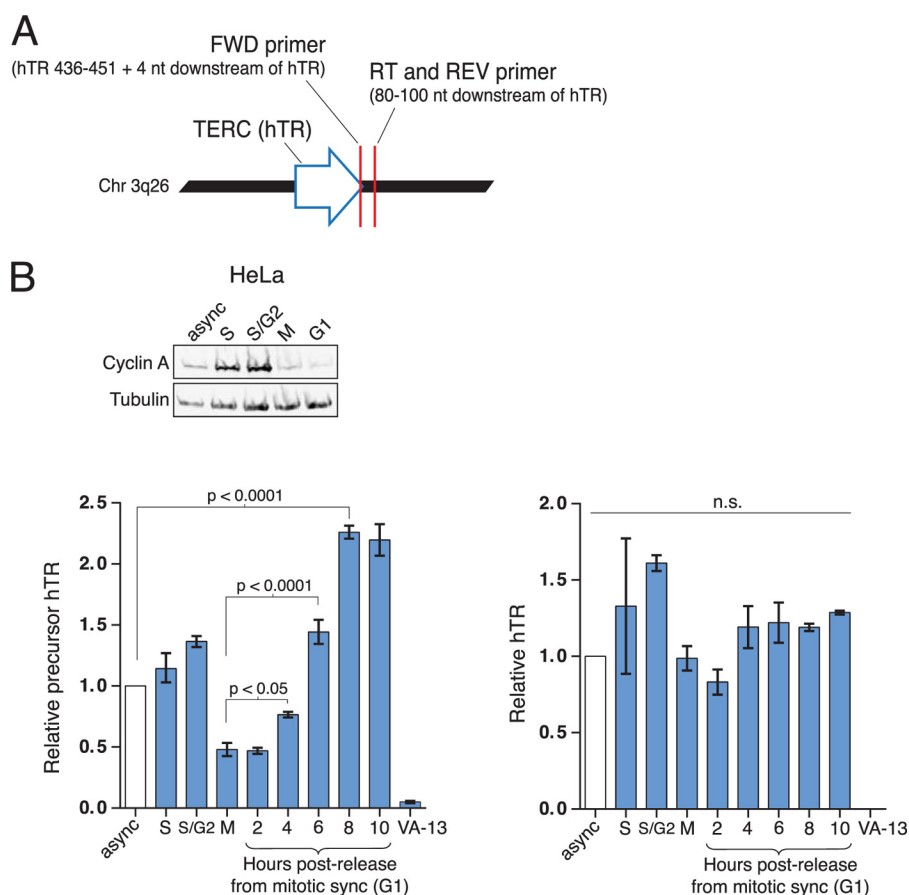 A
FWD primer
(hTR 436-451 + 4 nt downstream of hTR)
RT and REV primer
(80-100 nt downstream of hTR)
TERC (hTR)
Chr 3q26
B
HeLa
async
S
S/G2
M
G1
Cyclin A
Tubulin
Relative precursor hTR
2.5
2.0
1.5
1.0
0.5
0.0
p < 0.0001
p < 0.0001
p < 0.05
async S S/G2 M 2 4 6 8 10 VA-13
Hours post-release
from mitotic sync (G1)
Relative hTR
2.0
1.5
1.0
0.5
0.0
n.s.
async S S/G2 M 2 4 6 8 10 VA-13
Hours post-release
from mitotic sync (G1)